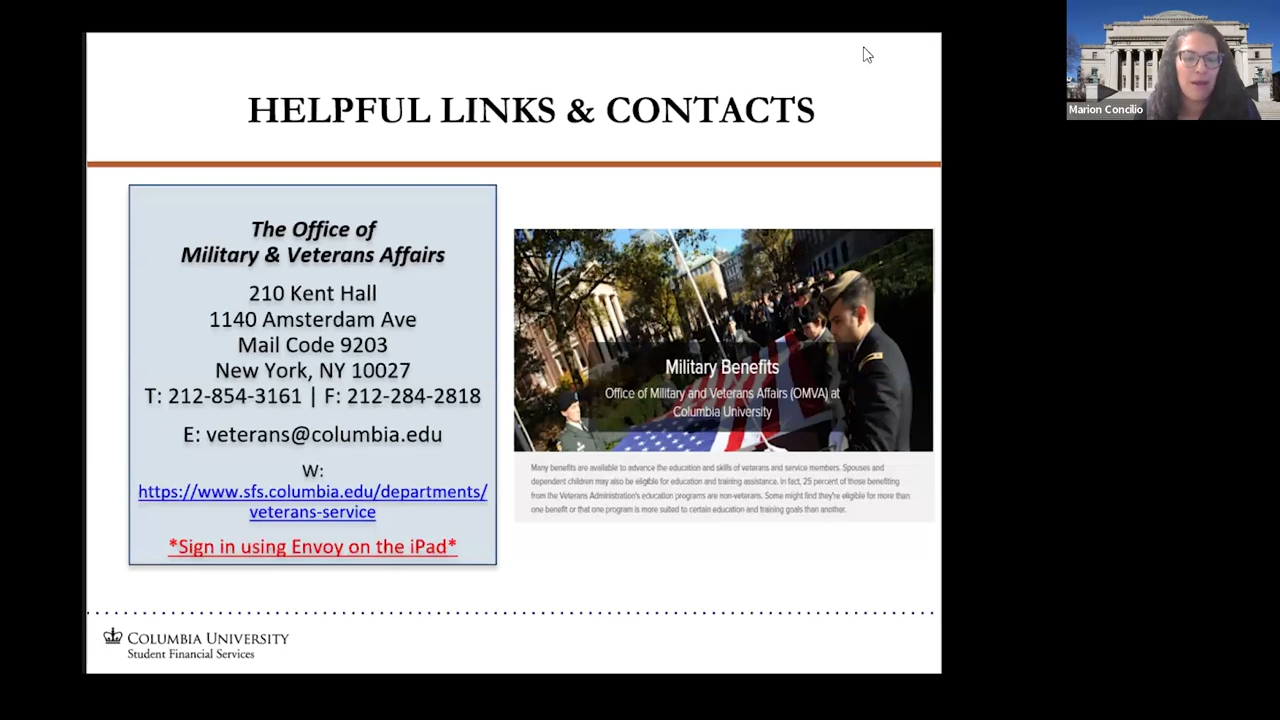 HELPFUL LINKS & CONTACTS
The Office of
Military & Veterans Affairs
210 Kent Hall
1140 Amsterdam Ave
Mail Code 9203
New York, NY 10027
T: 212-854-3161 | F: 212-284-2818
E: veterans@columbia.edu
W:
https://www.sfs.columbia.edu/departments/
veterans-service
*Sign in using Envoy on the iPad*
Military Benefits
Office of Military and Veterans Affairs (OMVA) at
Columbia University
Many benefits are available to advance the education and skills of veterans and service members. Spouses and
dependent children may also be eligible for education and training assistance. In fact, 25 percent of those benefiting
from the Veterans Administration's education programs are non-veterans. Some might find they're eligible for more than
one benefit or that one program is more suited to certain education and training goals than another.
COLUMBIA UNIVERSITY
Student Financial Services
Marion Concilio